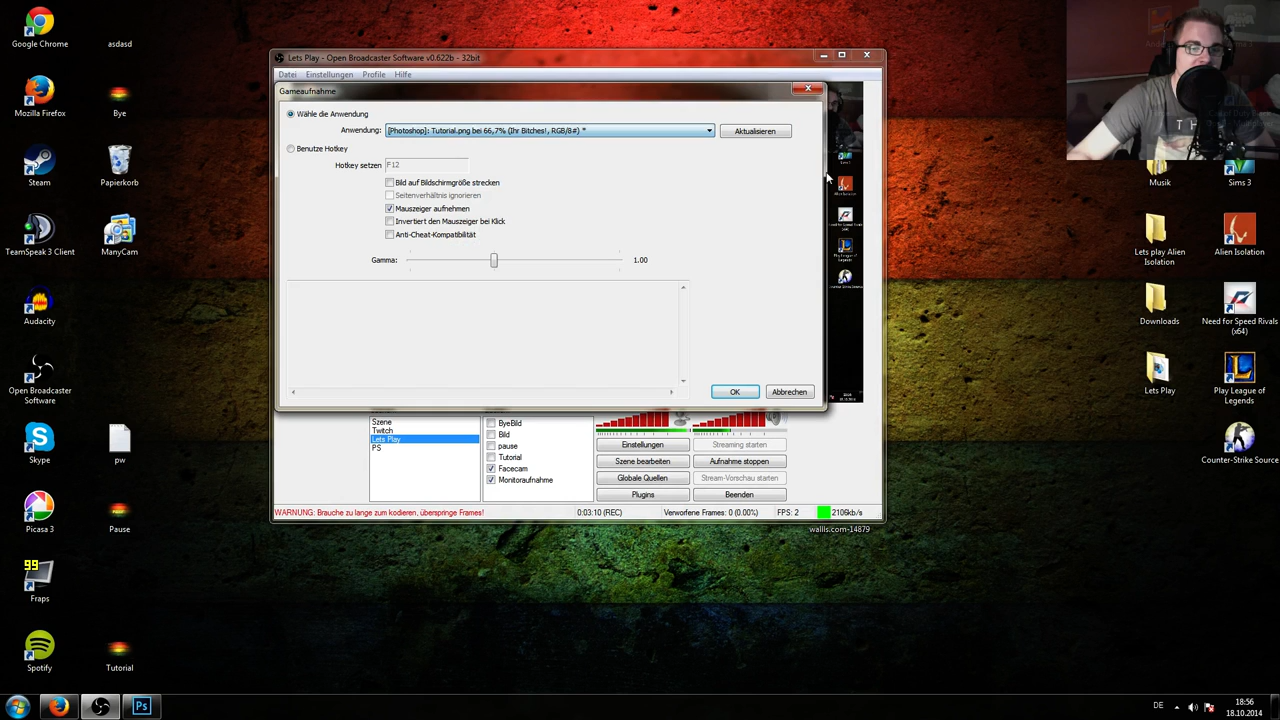 Google Chrome
asdasd
Mozilla Firefox
Bye
Steam
Papierkorb
TeamSpeak 3 Client
ManyCam
Audacity
Open Broadcaster
Software
Skype
pw
Picasa 3
Pause
99
Fraps
Spotify
Tutorial
Lets Play - Open Broadcaster Software v0.622b - 32bit
Datei Einstellungen Profile Hilfe
Gameaufnahme
Wähle die Anwendung
Anwendung: [Photoshop]: Tutorial.png bei 66,7% (Ihr Bitches!, RGB/8#) *
Aktualisieren
Benutze Hotkey
Hotkey setzen F12
Bild auf Bildschirmgröße strecken
Seitenverhältnis ignorieren
Mauszeiger aufnehmen
Invertiert den Mauszeiger bei Klick
Anti-Cheat-Kompatibilität
Gamma: 1.00
OK Abbrechen
Szene
Twitch
Lets Play
PS
ByeBild
Bild
pause
Tutorial
Facecam
Monitoraufnahme
Einstellungen Streaming starten
Szene bearbeiten Aufnahme stoppen
Globale Quellen Stream-Vorschau starten
Plugins Beenden
WARNUNG: Brauche zu lange zum kodieren, überspringe Frames! 0:03:10 (REC) Verworfene Frames: 0 (0.00%) FPS: 2 2106kb/s
wallls.com-14879
T H
Musik
Sims 3
Lets play Alien
Isolation
Alien Isolation
Downloads
Need for Speed Rivals
(x64)
Lets Play
Play League of
Legends
Counter-Strike Source
Ps
DE
18:56
18.10.2014